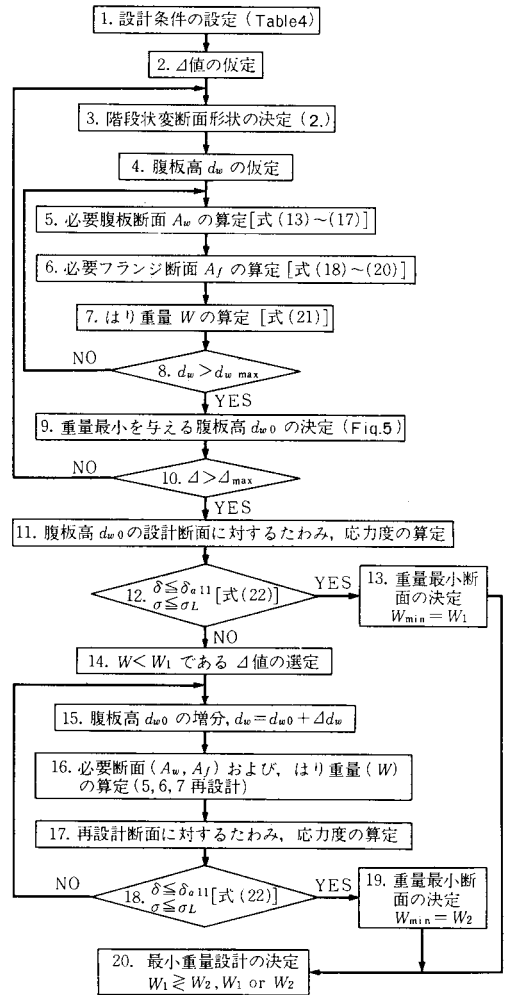 1. 設計条件の設定 (Table4)
2. Δ値の仮定
3. 階段状変断面形状の決定 (2.)
4. 腹板高 dw の仮定
5. 必要腹板断面 Aw の算定[式(13)～(17)]
6. 必要フランジ断面 Af の算定 [式(18)～(20)]
7. はり重量 W の算定 [式(21)]
NO
8. dw＞dw max
YES
9. 重量最小を与える腹板高 dw0 の決定 (Fig.5)
NO
10. Δ＞Δmax
YES
11. 腹板高 dw0 の設計断面に対するたわみ, 応力度の算定
12. δ≦δall [式(22)]
σ≦σL
YES
13. 重量最小断
面の決定
Wmin＝W1
NO
14. W＜W1 である Δ値の選定
15. 腹板高 dw0 の増分, dw＝dw0＋Δdw
16. 必要断面(Aw, Af) および, はり重量(W)
の算定(5,6,7 再設計)
17. 再設計断面に対するたわみ, 応力度の算定
NO
18. δ≦δall [式(22)]
σ≦σL
YES
19. 重量最小断
面の決定
Wmin＝W2
20. 最小重量設計の決定
W1≷W2, W1 or W2